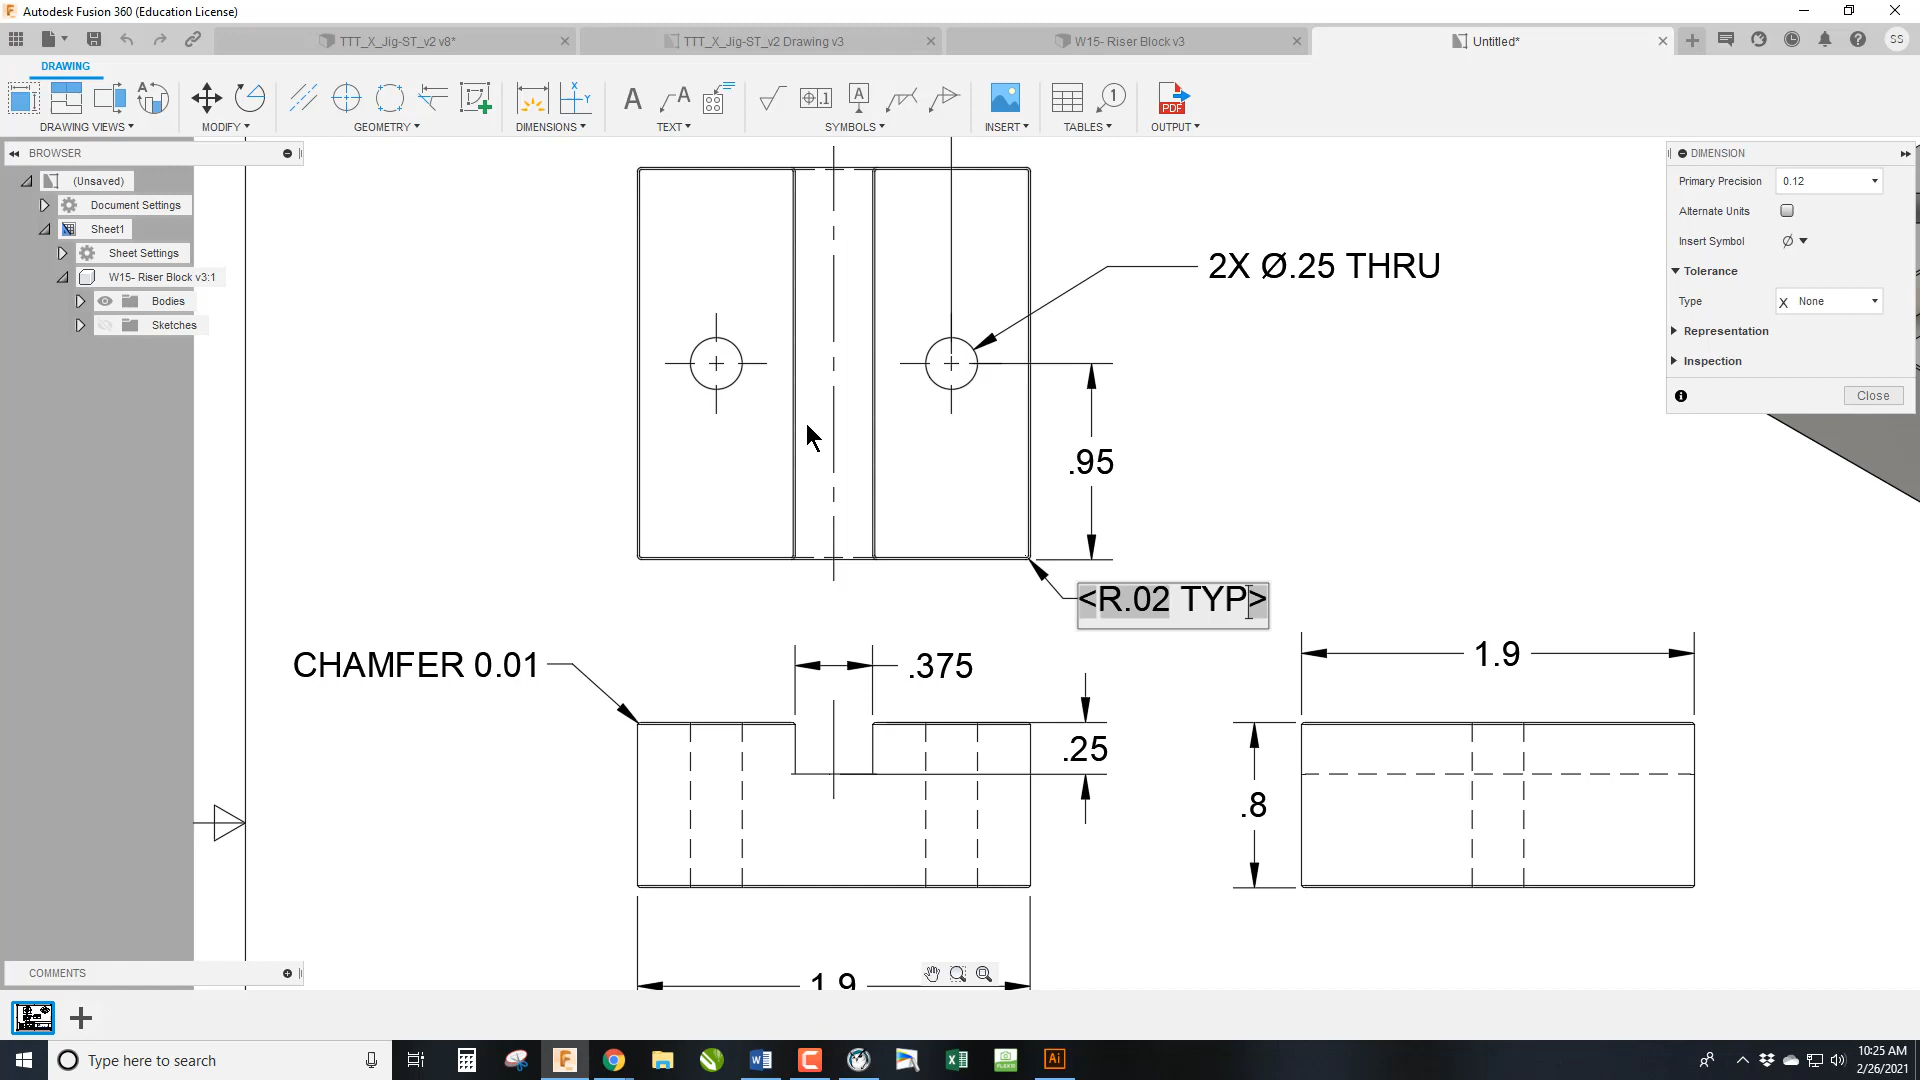 Autodesk Fusion 360 (Education License)
TTT_X_Jig-ST_v2 v8*
TTT_X_Jig-ST_v2 Drawing v3
W15- Riser Block v3
Untitled*
SS
DRAWING
DRAWING VIEWS
MODIFY
GEOMETRY
DIMENSIONS
TEXT
SYMBOLS
INSERT
TABLES
OUTPUT
BROWSER
(Unsaved)
Document Settings
Sheet1
Sheet Settings
W15- Riser Block v3:1
Bodies
Sketches
DIMENSION
Primary Precision 0.12
Alternate Units
Insert Symbol Ø
Tolerance
Type X None
Representation
Inspection
Close
2X Ø.25 THRU
.95
<R.02 TYP>
CHAMFER 0.01
.375
1.9
.25
.8
1.9
COMMENTS
Type here to search
10:25 AM
2/26/2021